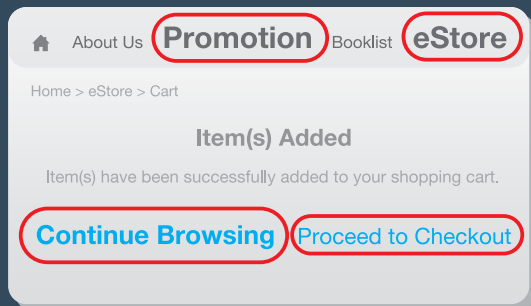 About Us Promotion Booklist eStore
Home > eStore > Cart
Item(s) Added
Item(s) have been successfully added to your shopping cart.
Continue Browsing Proceed to Checkout